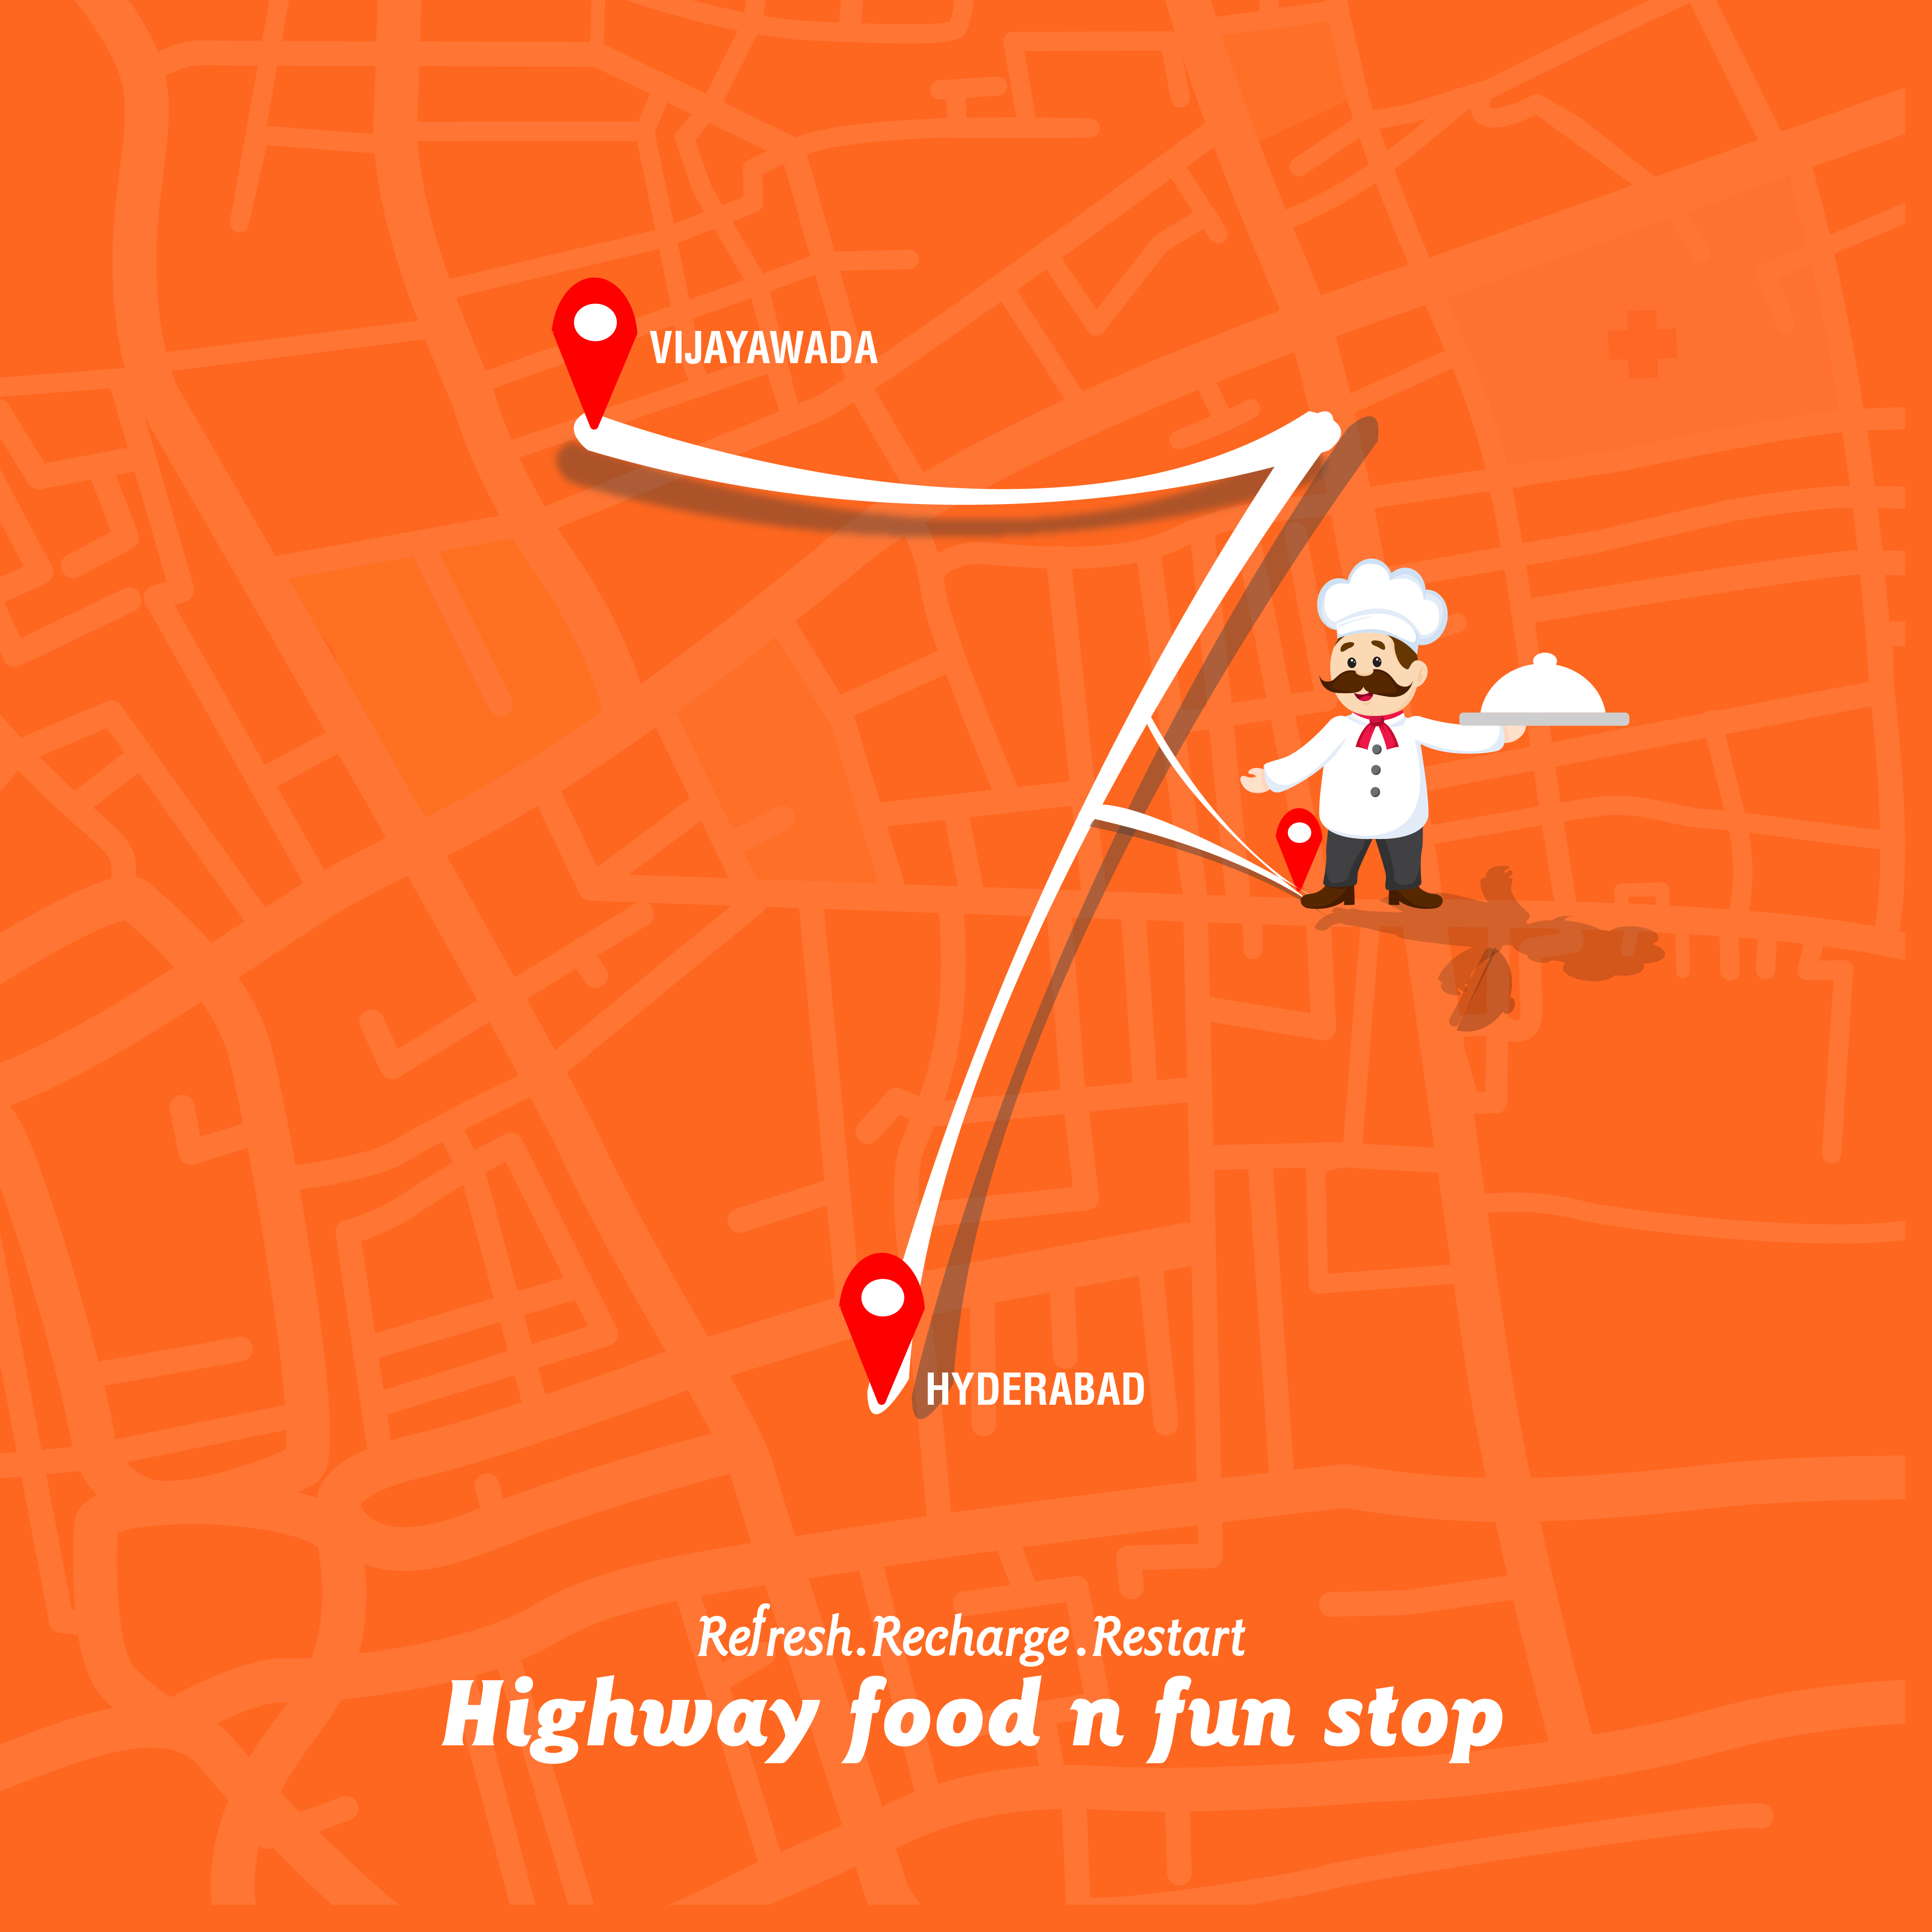 VIJAYAWADA
HYDERABAD
Refresh.Recharge.Restart
Highway food n fun stop